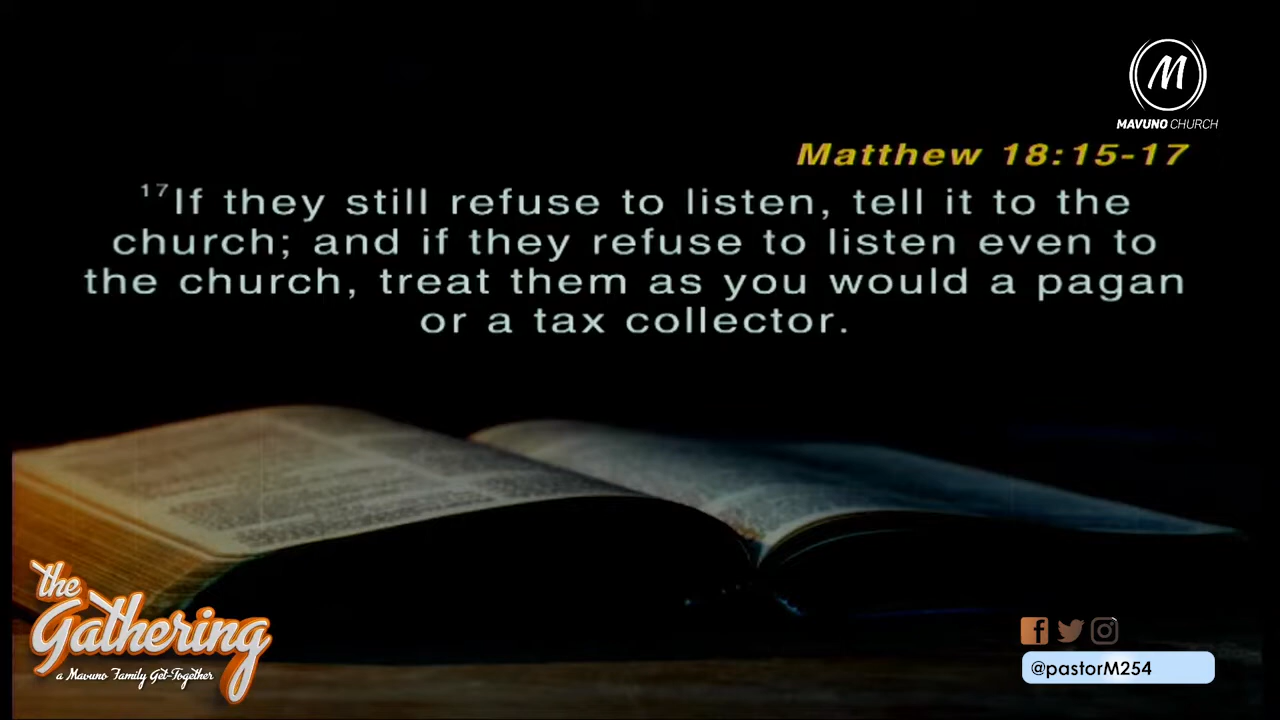 M
MAVUNO CHURCH
Matthew 18:15-17
17If they still refuse to listen, tell it to the
church; and if they refuse to listen even to
the church, treat them as you would a pagan
or a tax collector.
the
Gathering
a Mavuno Family Get-Together
f
@pastorM254